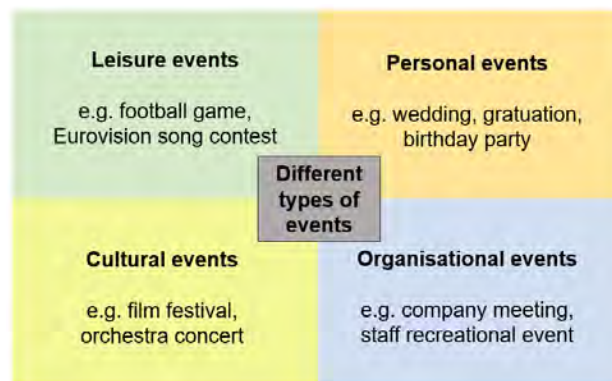 Leisure events
e.g. football game,
Eurovision song contest
Personal events
e.g. wedding, gratuation,
birthday party
Different
types of
events
Cultural events
e.g. film festival,
orchestra concert
Organisational events
e.g. company meeting,
staff recreational event